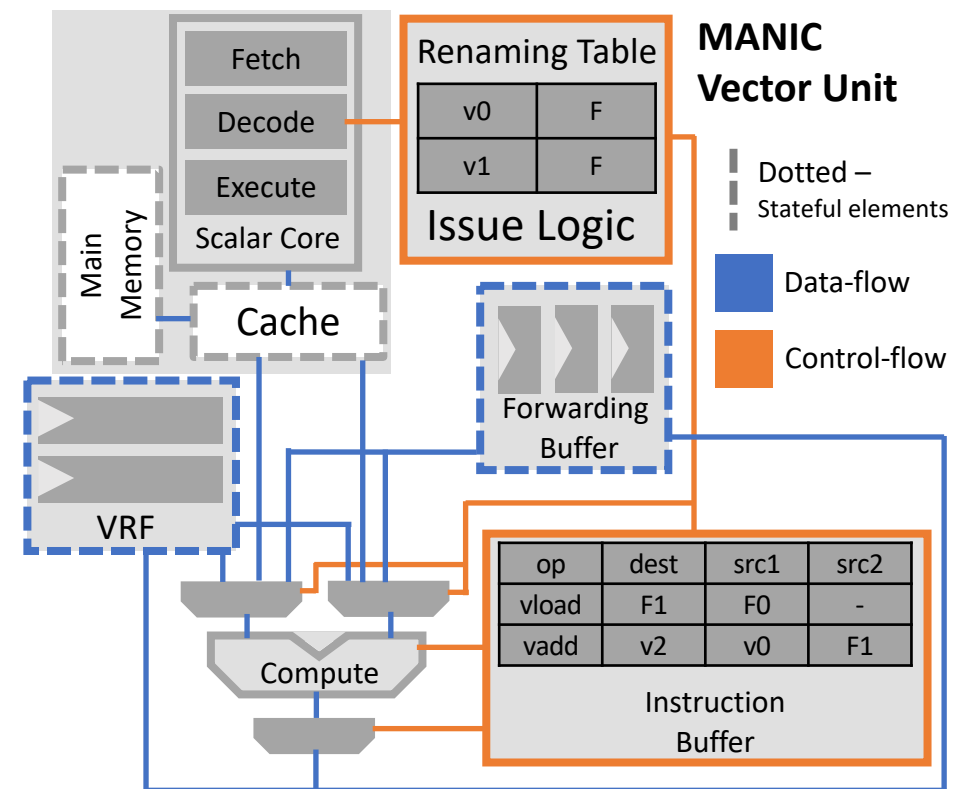 MANIC
Vector Unit
Fetch
Decode
Execute
Scalar Core
Renaming Table
v0 F
v1 F
Issue Logic
Dotted –
Stateful elements
Data-flow
Control-flow
Main
Memory
Cache
Forwarding
Buffer
VRF
op dest src1 src2
vload F1 F0 -
vadd v2 v0 F1
Instruction
Buffer
Compute